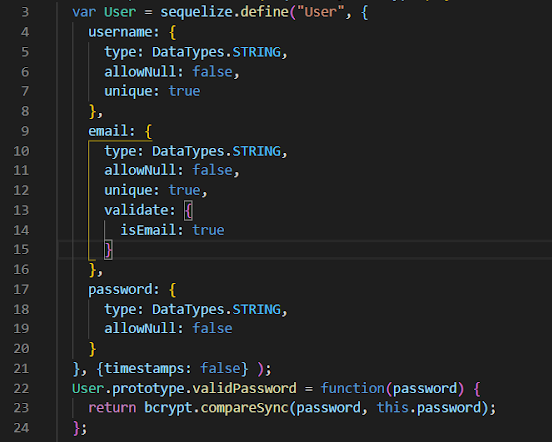 3 var User = sequelize.define("User", {
4 username: {
5 type: DataTypes.STRING,
6 allowNull: false,
7 unique: true
8 },
9 email: {
10 type: DataTypes.STRING,
11 allowNull: false,
12 unique: true,
13 validate: {
14 isEmail: true
15 }
16 },
17 password: {
18 type: DataTypes.STRING,
19 allowNull: false
20 }
21 }, {timestamps: false} );
22 User.prototype.validPassword = function(password) {
23 return bcrypt.compareSync(password, this.password);
24 };